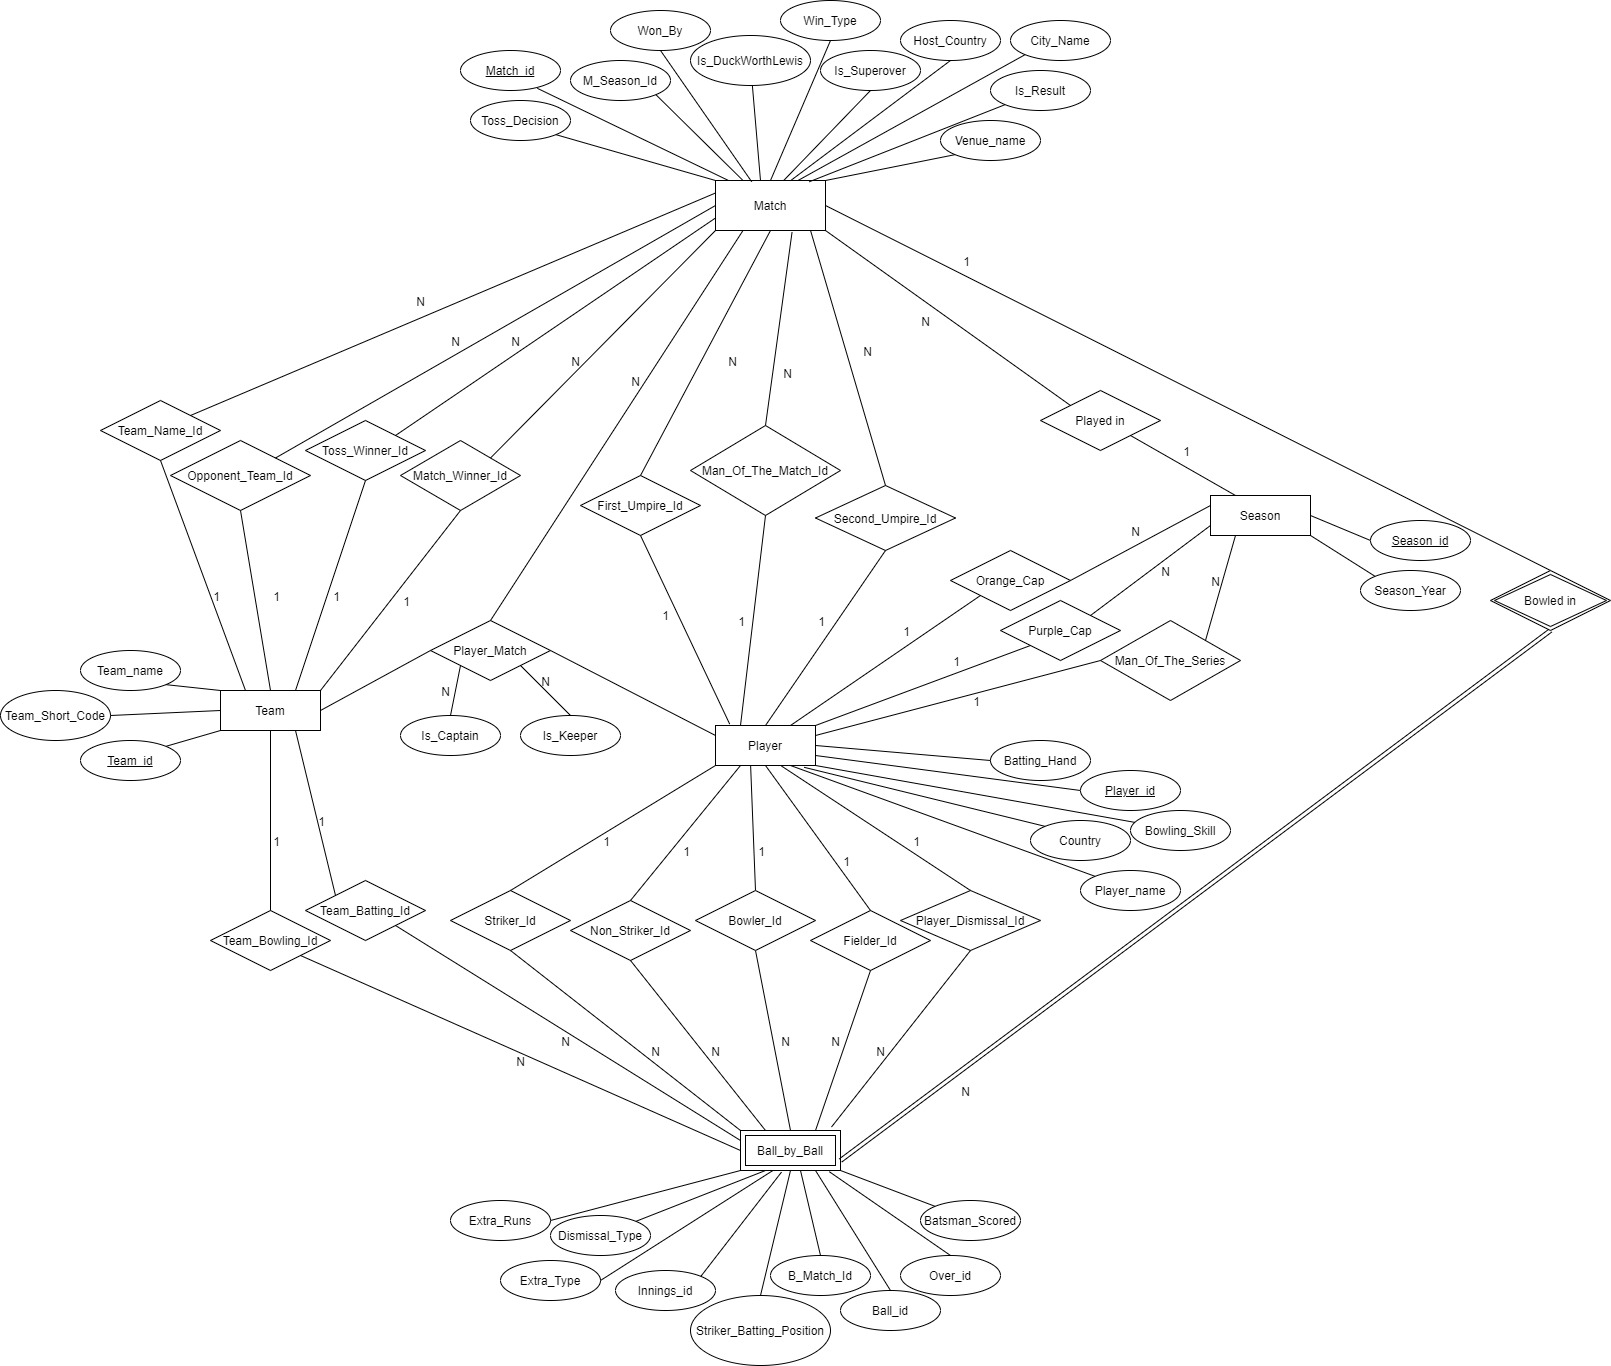 Win_Type
Won_By
Host_Country
City_Name
Is_DuckWorthLewis
Match_id
M_Season_Id
Is_Superover
Is_Result
Toss_Decision
Venue_name
Match
1
N
N
N
N
N
N
N
N
N
N
Team_Name_Id
Opponent_Team_Id
Toss_Winner_Id
Match_Winner_Id
First_Umpire_Id
Man_Of_The_Match_Id
Second_Umpire_Id
Played in
1
Season
Season_id
Season_Year
Bowled in
N
N
N
Orange_Cap
Purple_Cap
Man_Of_The_Series
1
1
1
1
1
1
1
1
1
1
Player_Match
N
N
Is_Captain
Is_Keeper
Team_name
Team_Short_Code
Team_id
Team
Player
Batting_Hand
Player_id
Bowling_Skill
Country
Player_name
1
1
1
1
1
1
1
Team_Bowling_Id
Team_Batting_Id
Striker_Id
Non_Striker_Id
Bowler_Id
Fielder_Id
Player_Dismissal_Id
N
N
N
N
N
N
N
N
Ball_by_Ball
Extra_Runs
Dismissal_Type
Extra_Type
Innings_id
Striker_Batting_Position
B_Match_Id
Ball_id
Over_id
Batsman_Scored